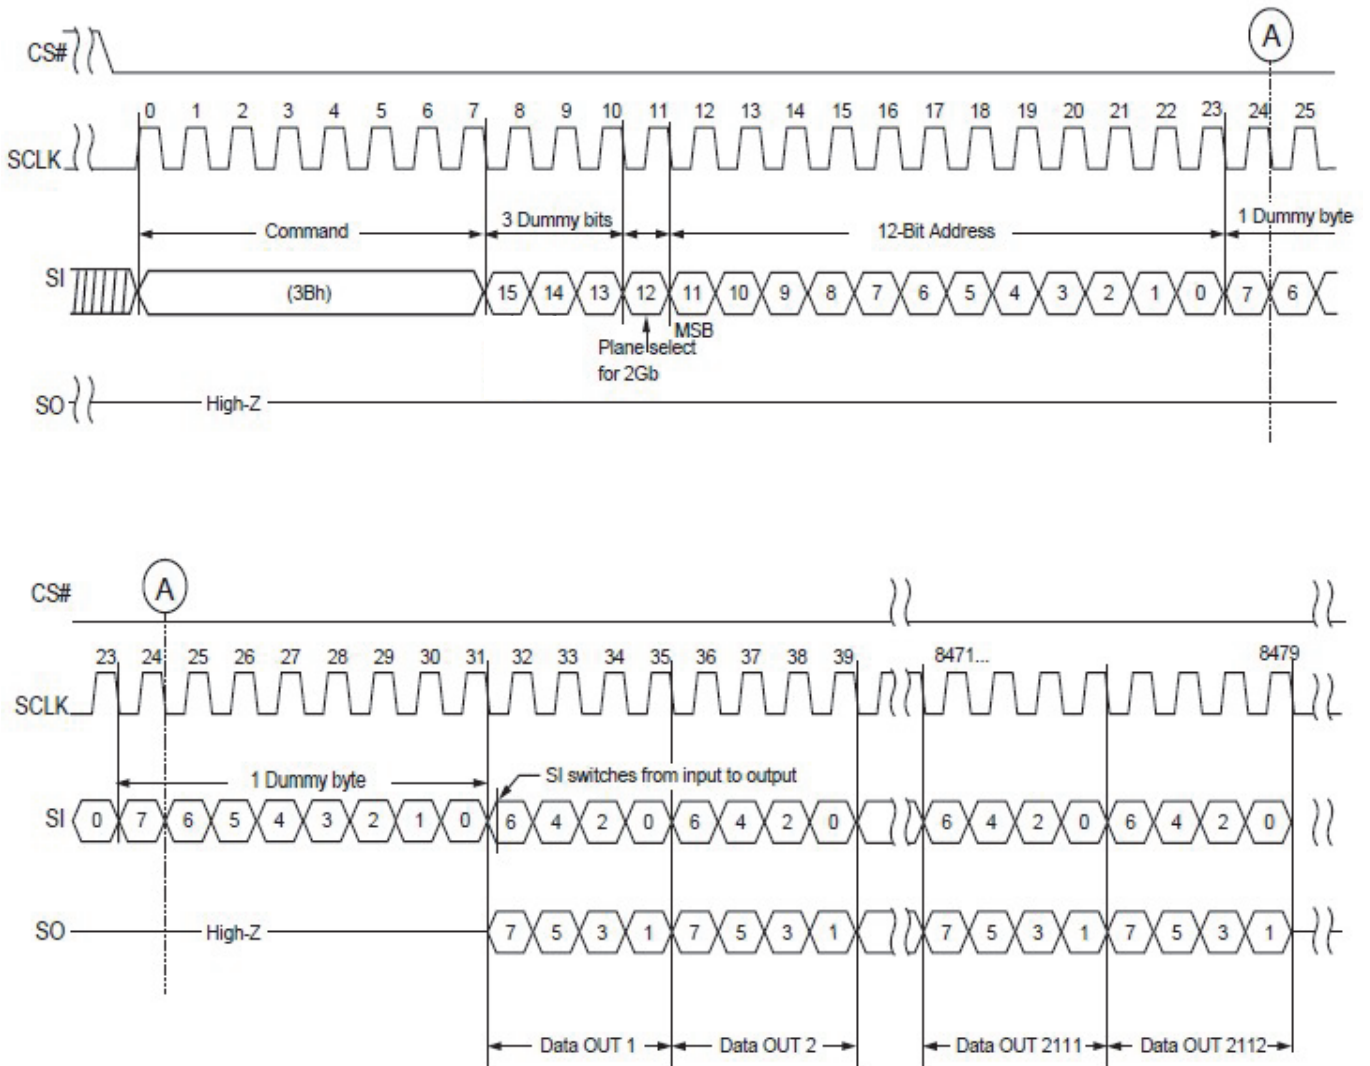 A
CS#
0 1 2 3 4 5 6 7 8 9 10 11 12 13 14 15 16 17 18 19 20 21 22 23 24 25
SCLK
Command 3 Dummy bits 12-Bit Address 1 Dummy byte
SI (3Bh) 15 14 13 12 11 10 9 8 7 6 5 4 3 2 1 0 7 6
MSB
Plane select
for 2Gb
SO High-Z
A
CS#
23 24 25 26 27 28 29 30 31 32 33 34 35 36 37 38 39 8471... 8479
SCLK
1 Dummy byte SI switches from input to output
SI 0 7 6 5 4 3 2 1 0 6 4 2 0 6 4 2 0 6 4 2 0 6 4 2 0
SO High-Z 7 5 3 1 7 5 3 1 7 5 3 1 7 5 3 1
Data OUT 1 Data OUT 2 Data OUT 2111 Data OUT 2112